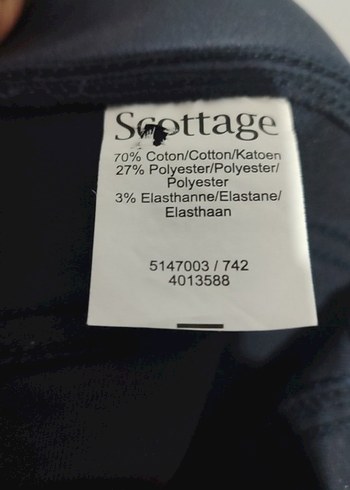 Scottage
70% Coton/Cotton/Katoen
27% Polyester/Polyester/
Polyester
3% Elasthanne/Elastane/
Elasthaan
5147003 / 742
4013588